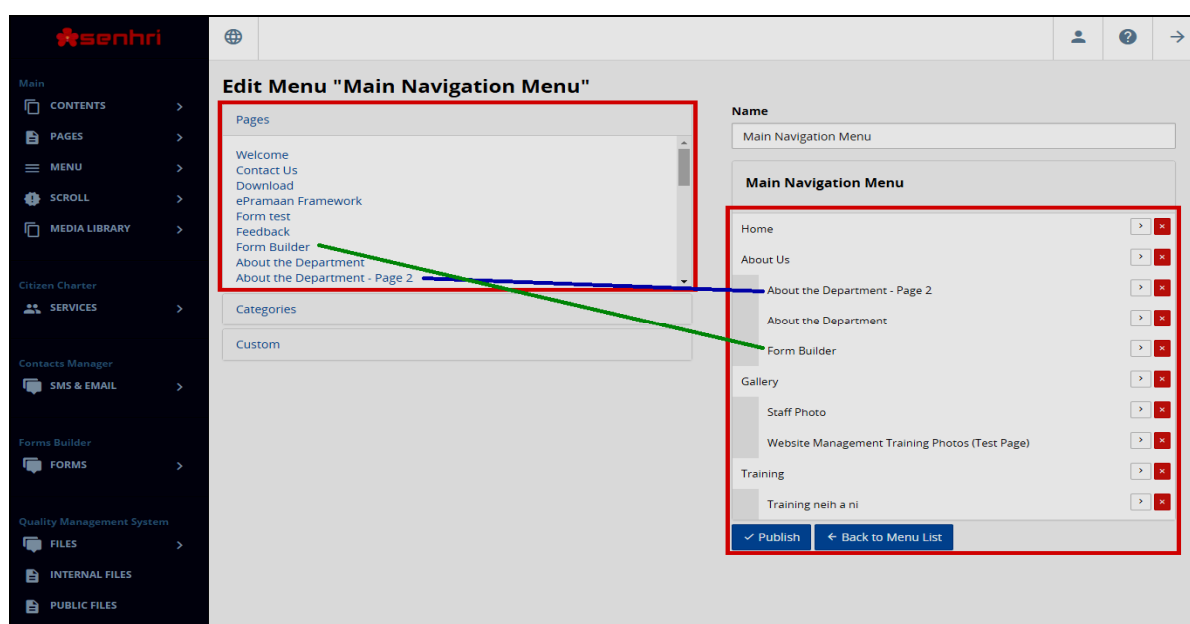 senhri
Main
CONTENTS
PAGES
MENU
SCROLL
MEDIA LIBRARY
Citizen Charter
SERVICES
Contacts Manager
SMS & EMAIL
Forms Builder
FORMS
Quality Management System
FILES
INTERNAL FILES
PUBLIC FILES
Edit Menu "Main Navigation Menu"
Pages
Welcome
Contact Us
Download
ePramaan Framework
Form test
Feedback
Form Builder
About the Department
About the Department - Page 2
Categories
Custom
Name
Main Navigation Menu
Main Navigation Menu
Home
About Us
About the Department - Page 2
About the Department
Form Builder
Gallery
Staff Photo
Website Management Training Photos (Test Page)
Training
Training neih a ni
Publish
Back to Menu List